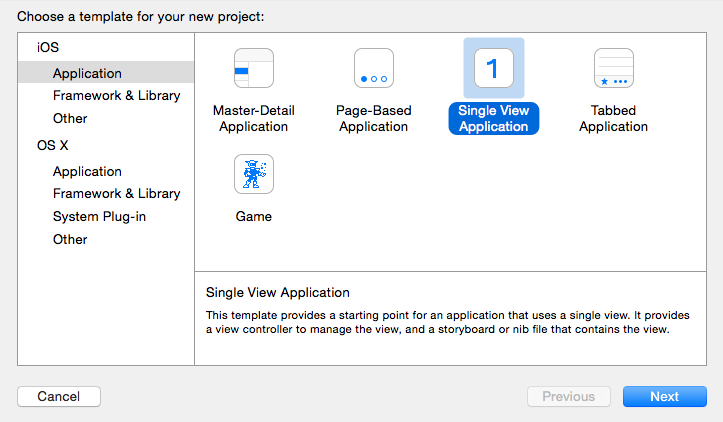 Choose a template for your new project:
iOS
Application
Framework & Library
Other
OS X
Application
Framework & Library
System Plug-in
Other
Master-Detail
Application
Page-Based
Application
1
Single View
Application
Tabbed
Application
Game
Single View Application
This template provides a starting point for an application that uses a single view. It provides
a view controller to manage the view, and a storyboard or nib file that contains the view.
Cancel
Previous
Next